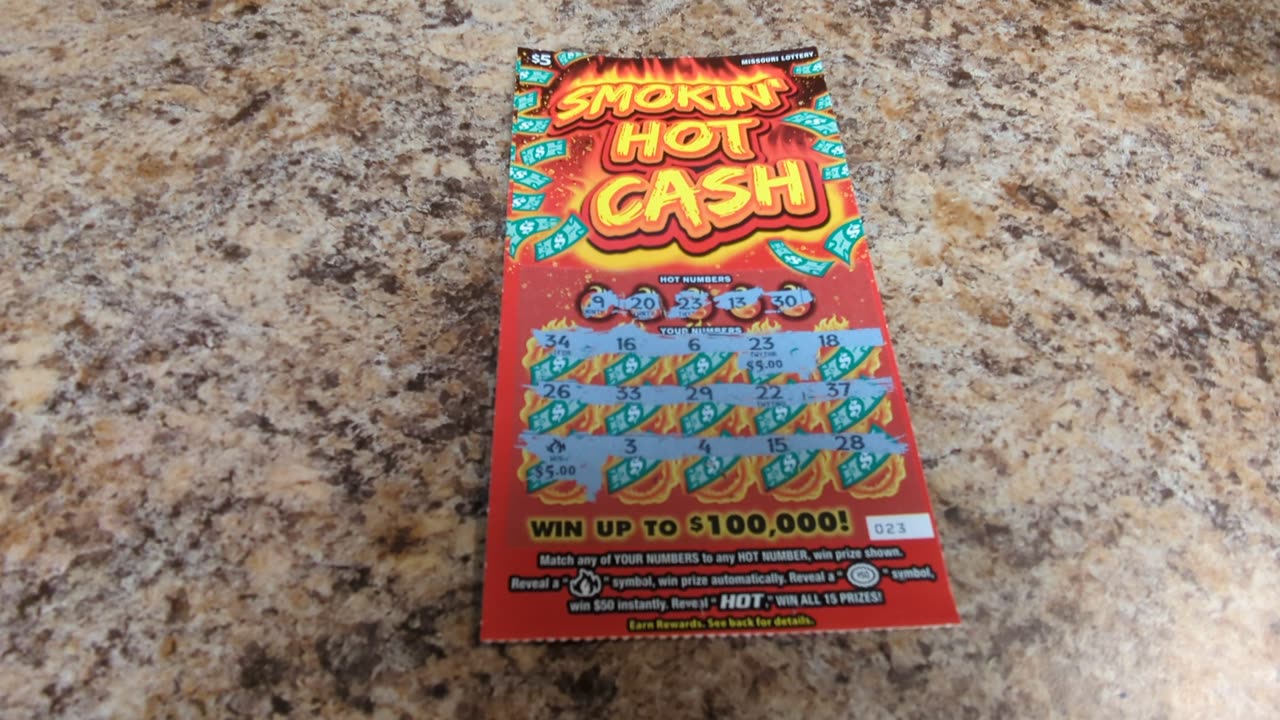 $5
MISSOURI LOTTERY
SMOKIN'
HOT
CASH
HOT NUMBERS
9 20 23 13 30
YOUR NUMBERS
34 16 6 23 18
$5.00
26 33 29 22 37
3 4 15 28
$5.00
WIN UP TO $100,000!
023
Match any of YOUR NUMBERS to any HOT NUMBER, win prize shown.
Reveal a " " symbol, win prize automatically. Reveal a " $50 " symbol,
win $50 instantly. Reveal "HOT," WIN ALL 15 PRIZES!
Earn Rewards. See back for details.